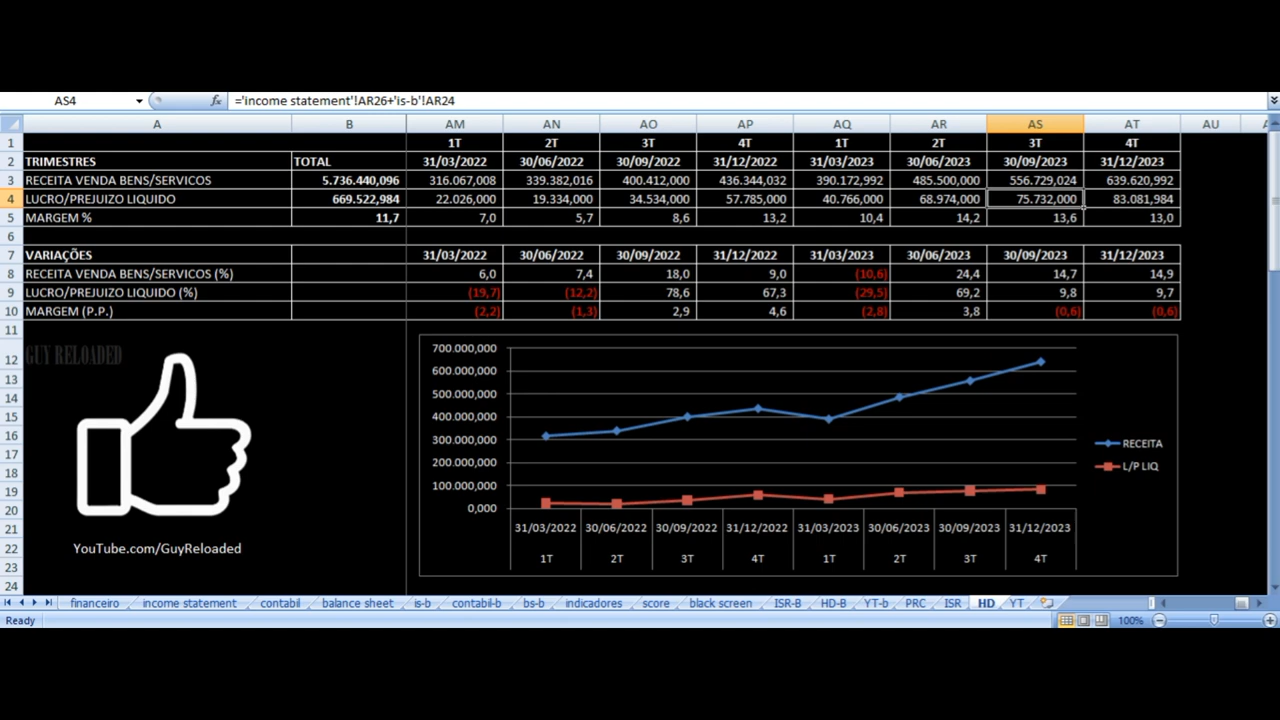 AS4 fx ='income statement'!AR26+'is-b'!AR24
A B AM AN AO AP AQ AR AS AT AU
1 1T 2T 3T 4T 1T 2T 3T 4T
2 TRIMESTRES TOTAL 31/03/2022 30/06/2022 30/09/2022 31/12/2022 31/03/2023 30/06/2023 30/09/2023 31/12/2023
3 RECEITA VENDA BENS/SERVICOS 5.736.440,096 316.067,008 339.382,016 400.412,000 436.344,032 390.172,992 485.500,000 556.729,024 639.620,992
4 LUCRO/PREJUIZO LIQUIDO 669.522,984 22.026,000 19.334,000 34.534,000 57.785,000 40.766,000 68.974,000 75.732,000 83.081,984
5 MARGEM % 11,7 7,0 5,7 8,6 13,2 10,4 14,2 13,6 13,0
6
7 VARIAÇÕES 31/03/2022 30/06/2022 30/09/2022 31/12/2022 31/03/2023 30/06/2023 30/09/2023 31/12/2023
8 RECEITA VENDA BENS/SERVICOS (%) 6,0 7,4 18,0 9,0 (10,6) 24,4 14,7 14,9
9 LUCRO/PREJUIZO LIQUIDO (%) (19,7) (12,2) 78,6 67,3 (29,5) 69,2 9,8 9,7
10 MARGEM (P.P.) (2,2) (1,3) 2,9 4,6 (2,8) 3,8 (0,6) (0,6)
11
12 GUY RELOADED
13
14
15
16
17
18
19
20
21
22
23
24
YouTube.com/GuyReloaded
700.000,000
600.000,000
500.000,000
400.000,000
300.000,000
200.000,000
100.000,000
0,000
31/03/2022 30/06/2022 30/09/2022 31/12/2022 31/03/2023 30/06/2023 30/09/2023 31/12/2023
1T 2T 3T 4T 1T 2T 3T 4T
RECEITA
L/P LIQ
financeiro income statement contabil balance sheet is-b contabil-b bs-b indicadores score black screen ISR-B HD-B YT-b PRC ISR HD YT
Ready 100%